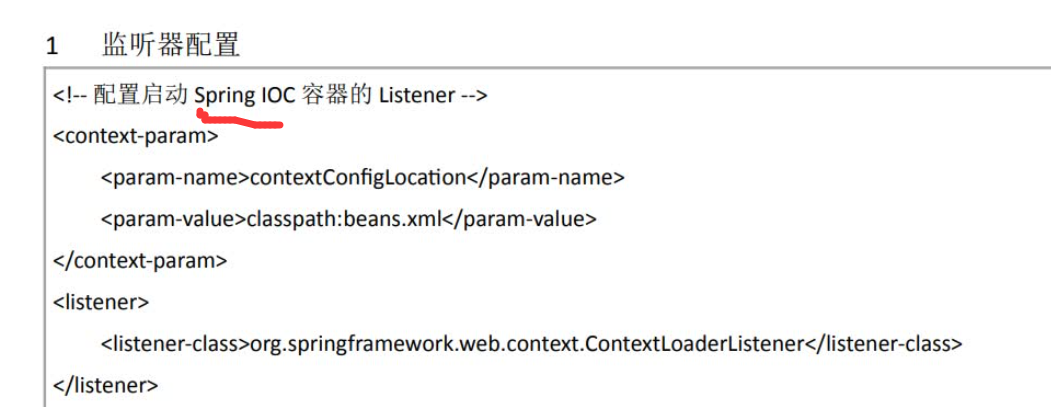 1 监听器配置
<!-- 配置启动 Spring IOC 容器的 Listener -->
<context-param>
<param-name>contextConfigLocation</param-name>
<param-value>classpath:beans.xml</param-value>
</context-param>
<listener>
<listener-class>org.springframework.web.context.ContextLoaderListener</listener-class>
</listener>